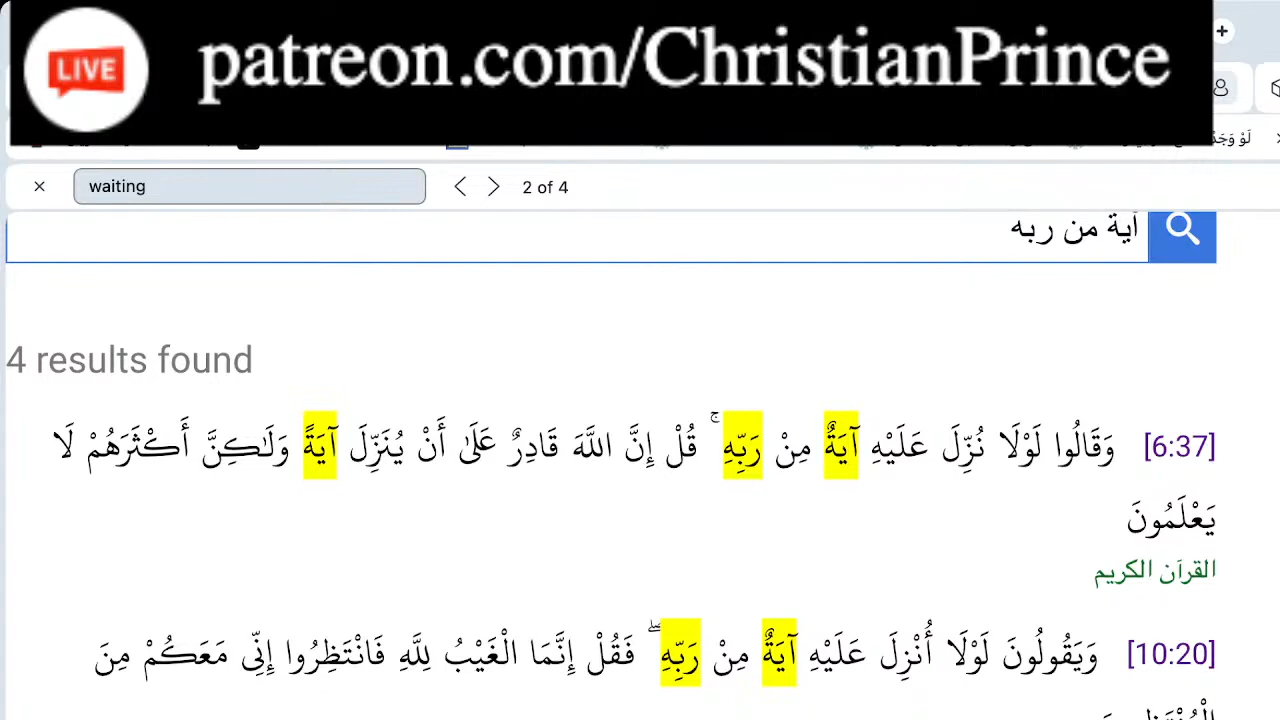 LIVE
patreon.com/ChristianPrince
waiting
2 of 4
آية من ربه
4 results found
[6:37] وَقَالُوا لَوْلَا نُزِّلَ عَلَيْهِ آيَةٌ مِنْ رَبِّهِ ۚ قُلْ إِنَّ اللَّهَ قَادِرٌ عَلَىٰ أَنْ يُنَزِّلَ آيَةً وَلَٰكِنَّ أَكْثَرَهُمْ لَا
يَعْلَمُونَ
القرآن الكريم
[10:20] وَيَقُولُونَ لَوْلَا أُنْزِلَ عَلَيْهِ آيَةٌ مِنْ رَبِّهِ ۖ فَقُلْ إِنَّمَا الْغَيْبُ لِلَّهِ فَانْتَظِرُوا إِنِّي مَعَكُمْ مِنَ